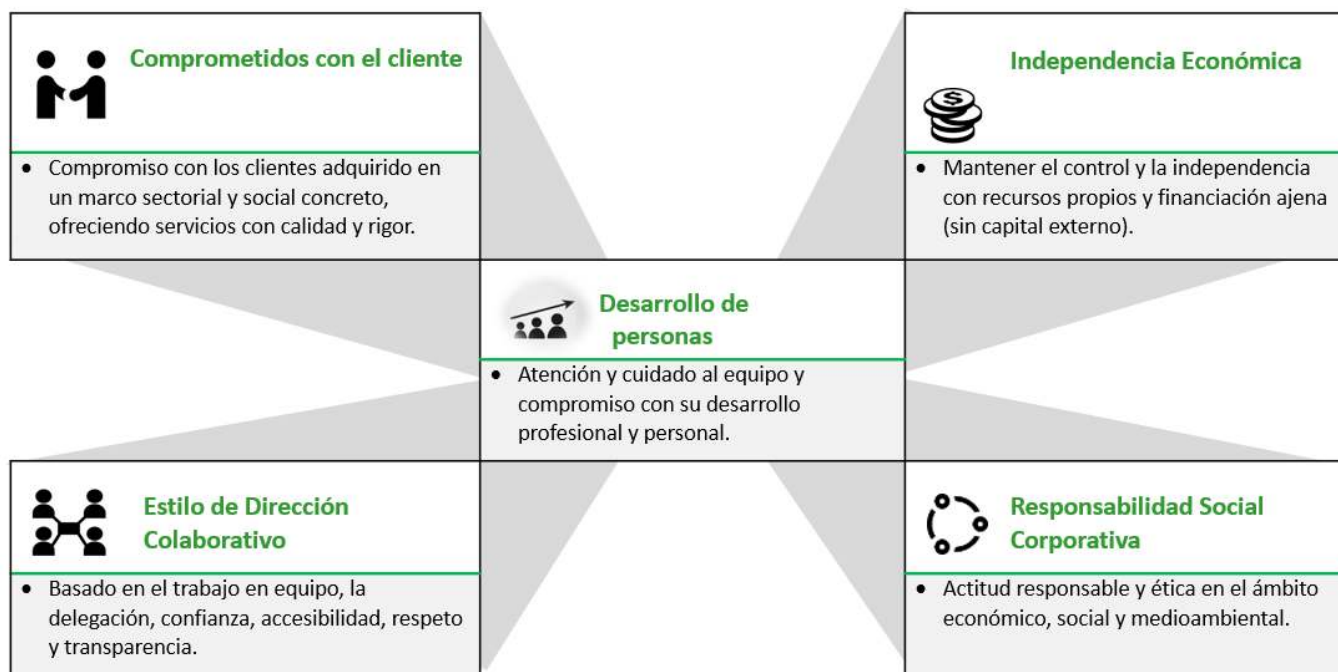 Comprometidos con el cliente
• Compromiso con los clientes adquirido en
un marco sectorial y social concreto,
ofreciendo servicios con calidad y rigor.
Independencia Económica
$
• Mantener el control y la independencia
con recursos propios y financiación ajena
(sin capital externo).
Desarrollo de
personas
• Atención y cuidado al equipo y
compromiso con su desarrollo
profesional y personal.
Estilo de Dirección
Colaborativo
• Basado en el trabajo en equipo, la
delegación, confianza, accesibilidad, respeto
y transparencia.
Responsabilidad Social
Corporativa
• Actitud responsable y ética en el ámbito
económico, social y medioambiental.